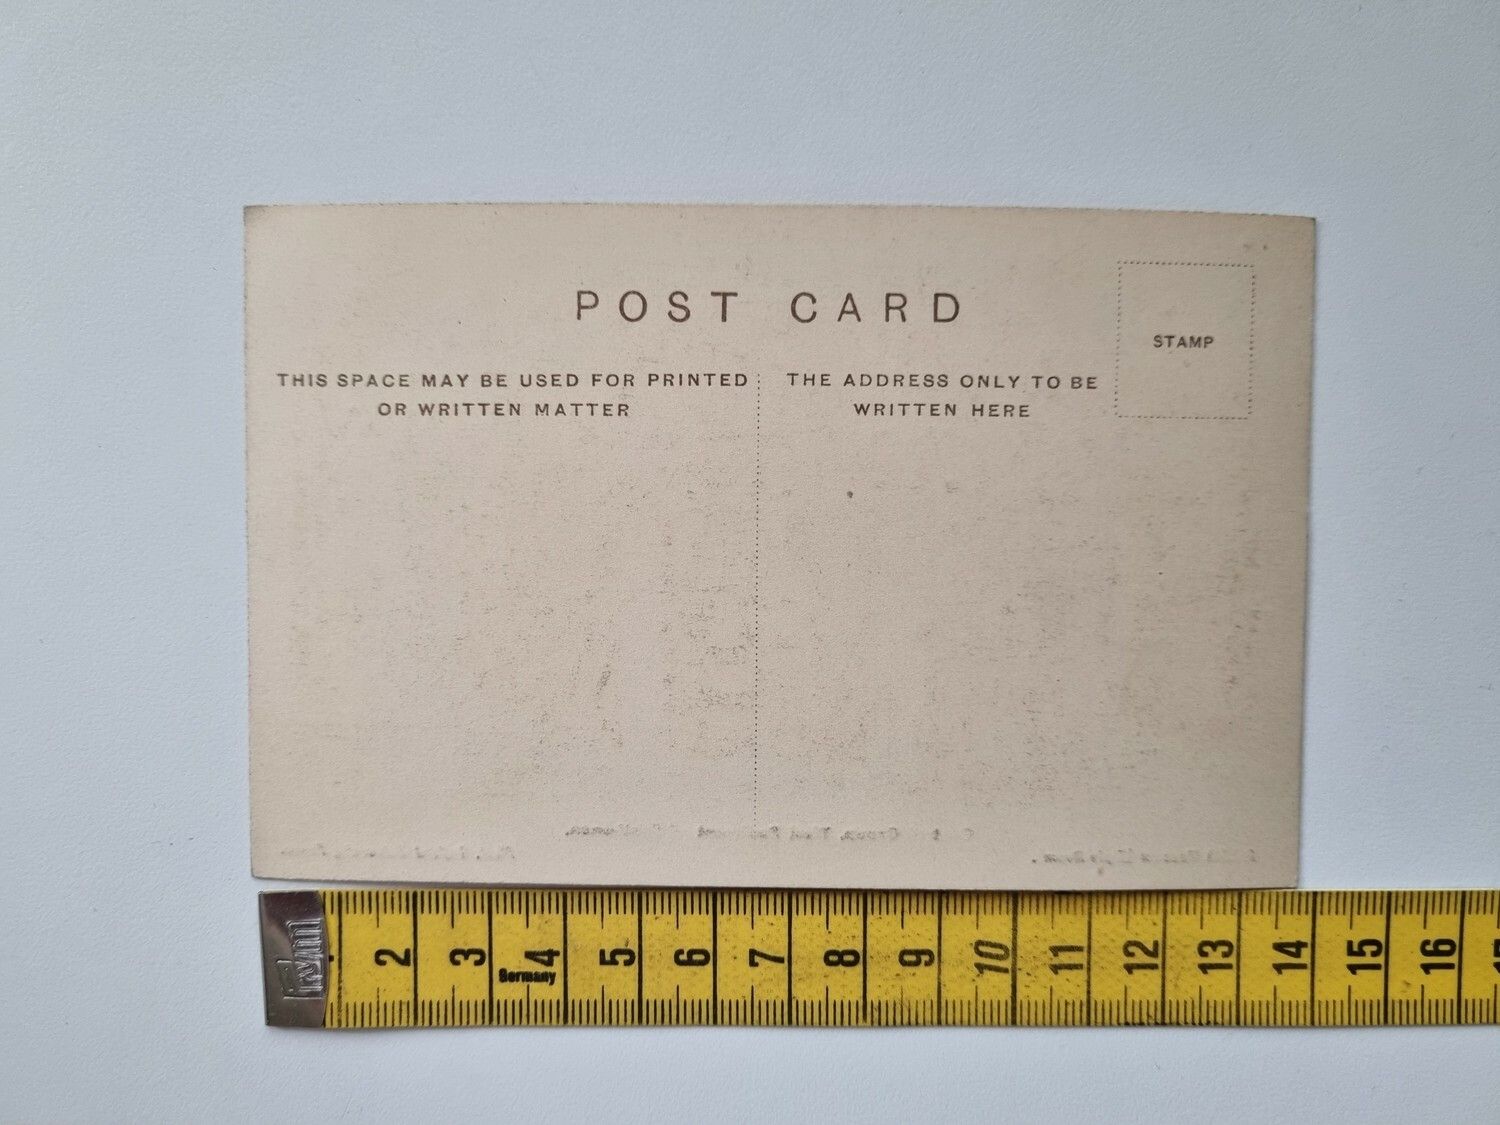 POST CARD
STAMP
THIS SPACE MAY BE USED FOR PRINTED
OR WRITTEN MATTER
THE ADDRESS ONLY TO BE
WRITTEN HERE
Prym 2 3 4 5 6 7 8 9 10 11 12 13 14 15 16
Germany